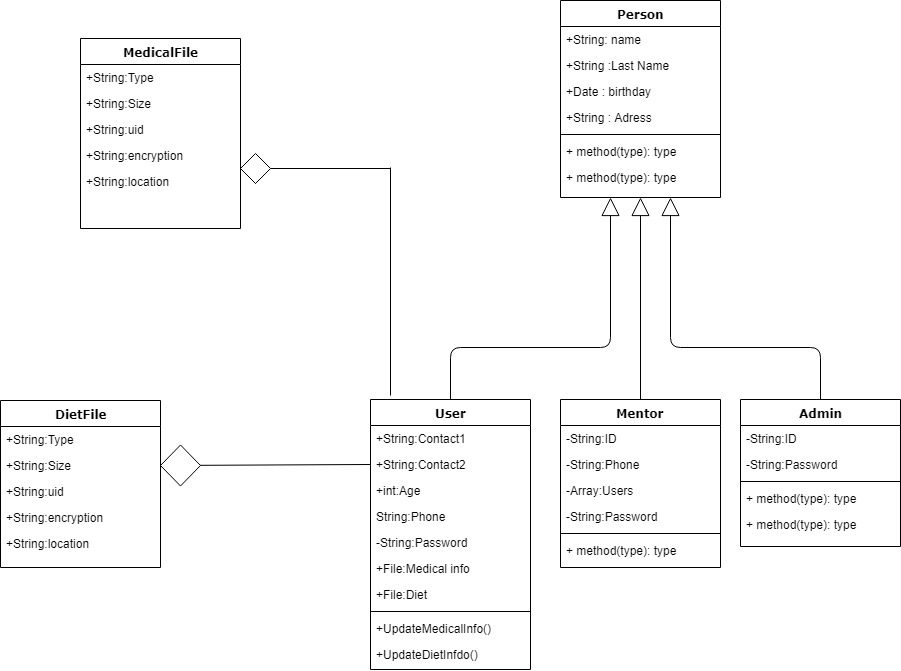 Person
+String: name
+String :Last Name
+Date : birthday
+String : Adress
+ method(type): type
+ method(type): type
MedicalFile
+String:Type
+String:Size
+String:uid
+String:encryption
+String:location
DietFile
+String:Type
+String:Size
+String:uid
+String:encryption
+String:location
User
+String:Contact1
+String:Contact2
+int:Age
String:Phone
-String:Password
+File:Medical info
+File:Diet
+UpdateMedicalInfo()
+UpdateDietInfdo()
Mentor
-String:ID
-String:Phone
-Array:Users
-String:Password
+ method(type): type
Admin
-String:ID
-String:Password
+ method(type): type
+ method(type): type